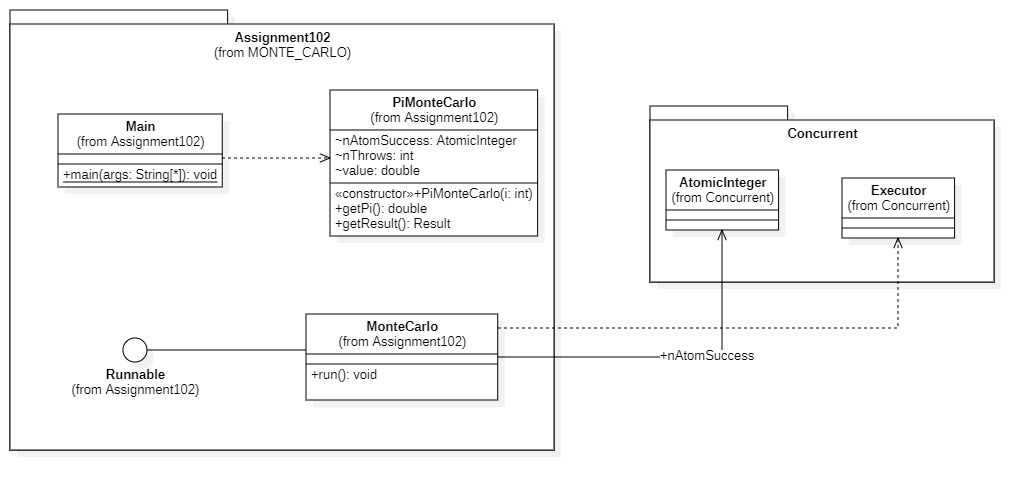 Assignment102
(from MONTE_CARLO)
Main
(from Assignment102)
+main(args: String[*]): void
PiMonteCarlo
(from Assignment102)
~nAtomSuccess: AtomicInteger
~nThrows: int
~value: double
«constructor»+PiMonteCarlo(i: int)
+getPi(): double
+getResult(): Result
Concurrent
AtomicInteger
(from Concurrent)
Executor
(from Concurrent)
MonteCarlo
(from Assignment102)
+run(): void
Runnable
(from Assignment102)
+nAtomSuccess